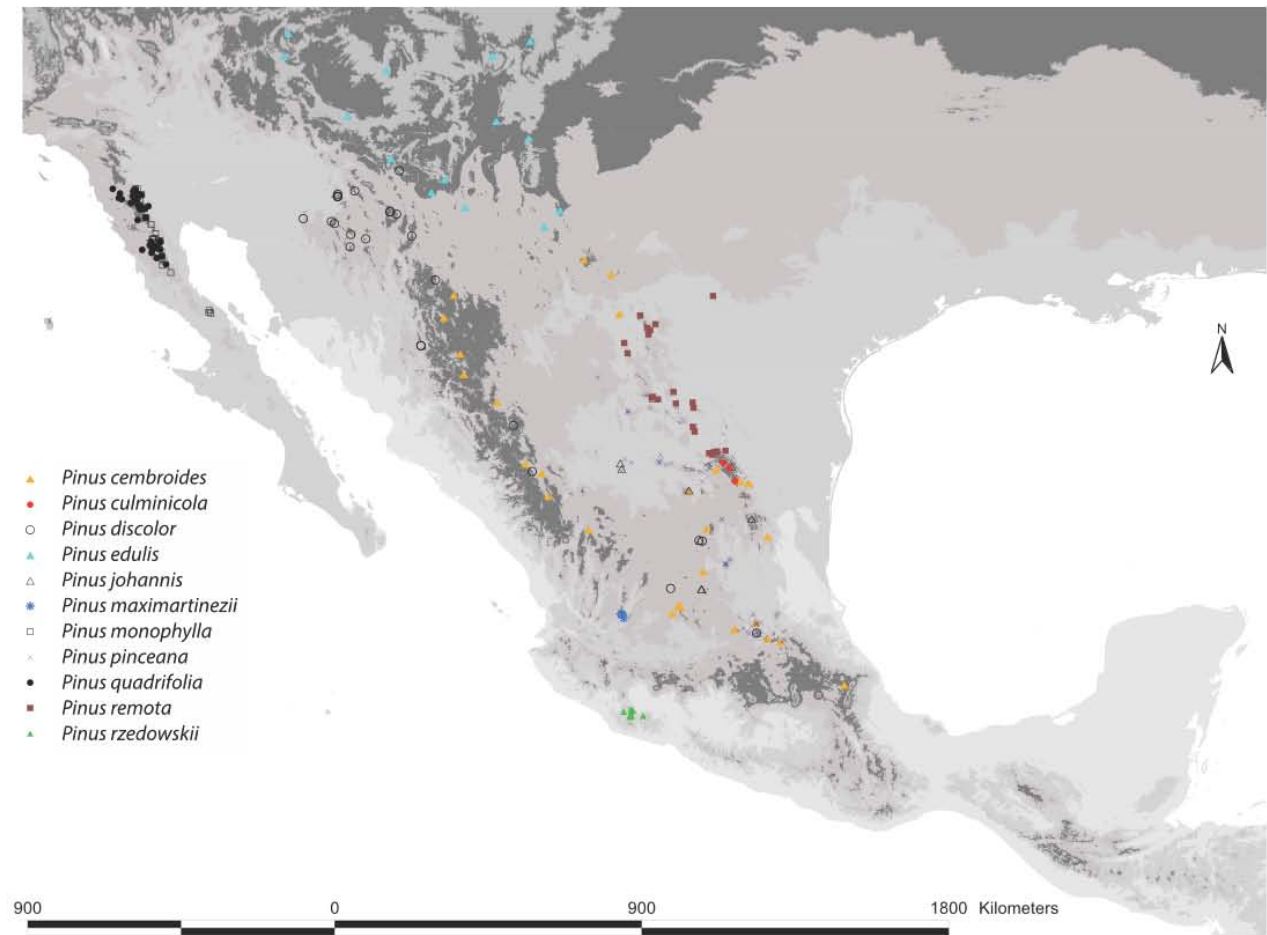 N
Pinus cembroides
Pinus culminicola
Pinus discolor
Pinus edulis
Pinus johannis
Pinus maximartinezii
Pinus monophylla
Pinus pinceana
Pinus quadrifolia
Pinus remota
Pinus rzedowskii
900 0 900 1800 Kilometers